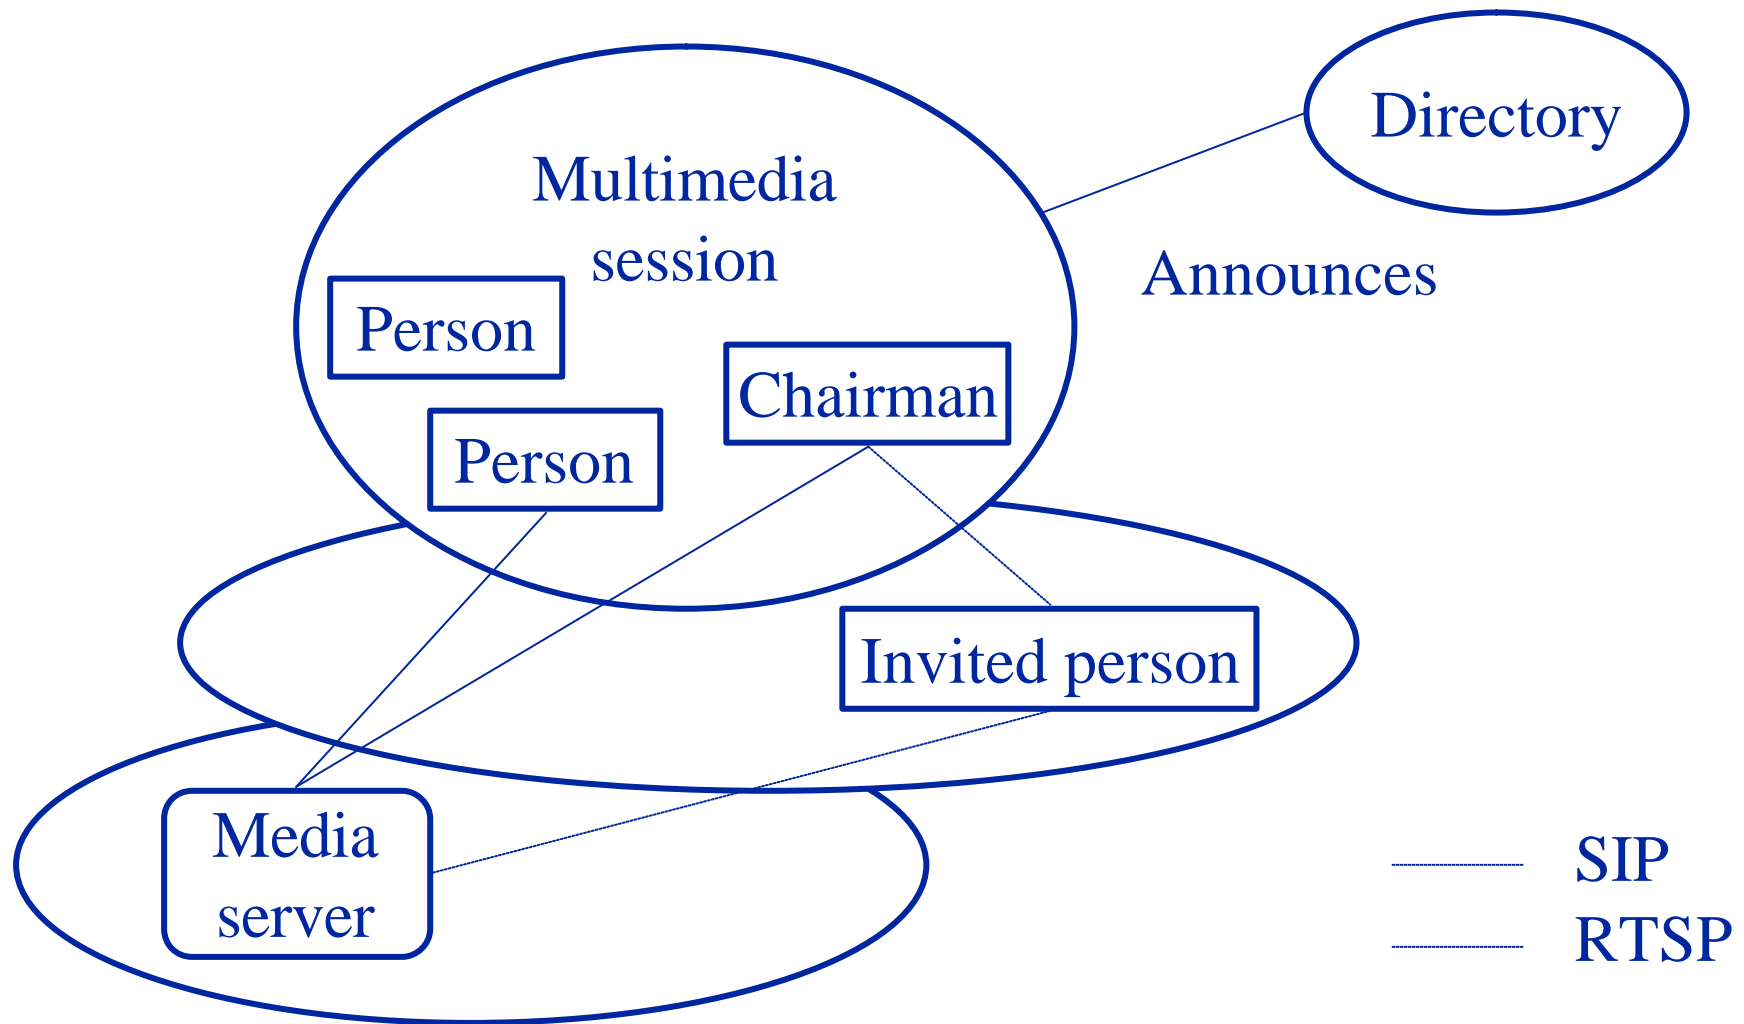 Directory
Multimedia
session
Announces
Person
Chairman
Person
Invited person
Media
server
SIP
RTSP